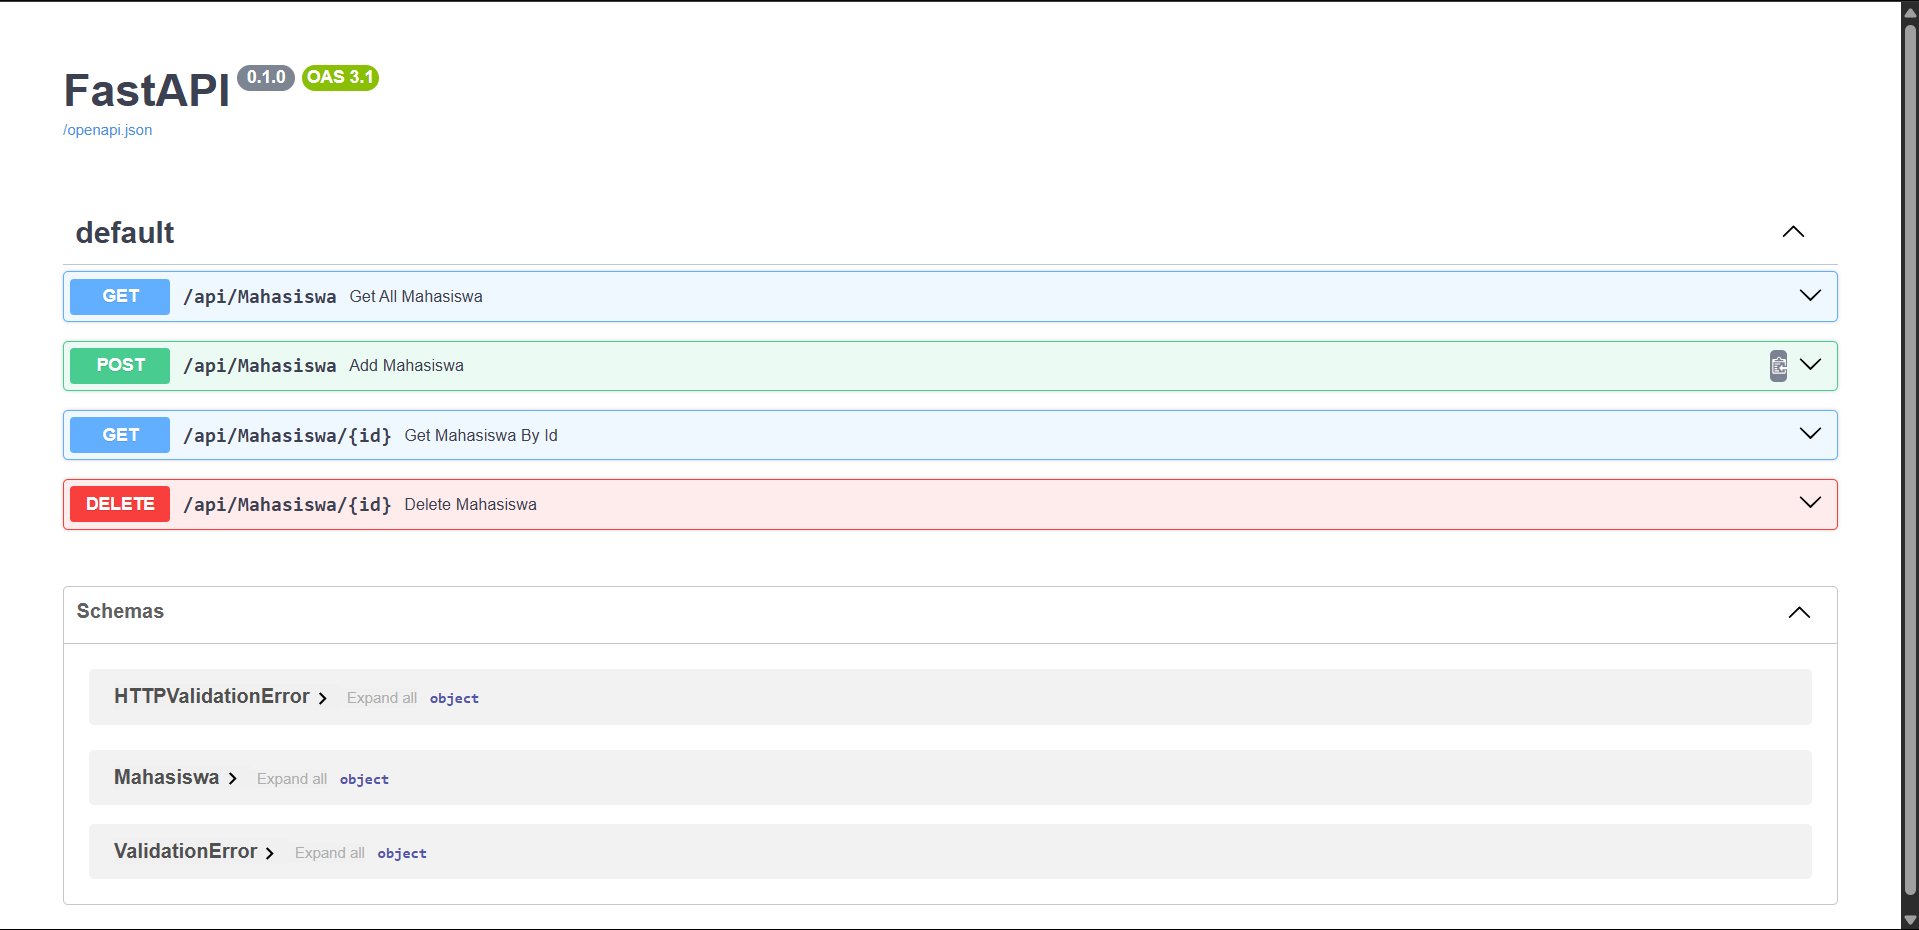 FastAPI 0.1.0 OAS 3.1
/openapi.json
default
GET /api/Mahasiswa Get All Mahasiswa
POST /api/Mahasiswa Add Mahasiswa
GET /api/Mahasiswa/{id} Get Mahasiswa By Id
DELETE /api/Mahasiswa/{id} Delete Mahasiswa
Schemas
HTTPValidationError Expand all object
Mahasiswa Expand all object
ValidationError Expand all object